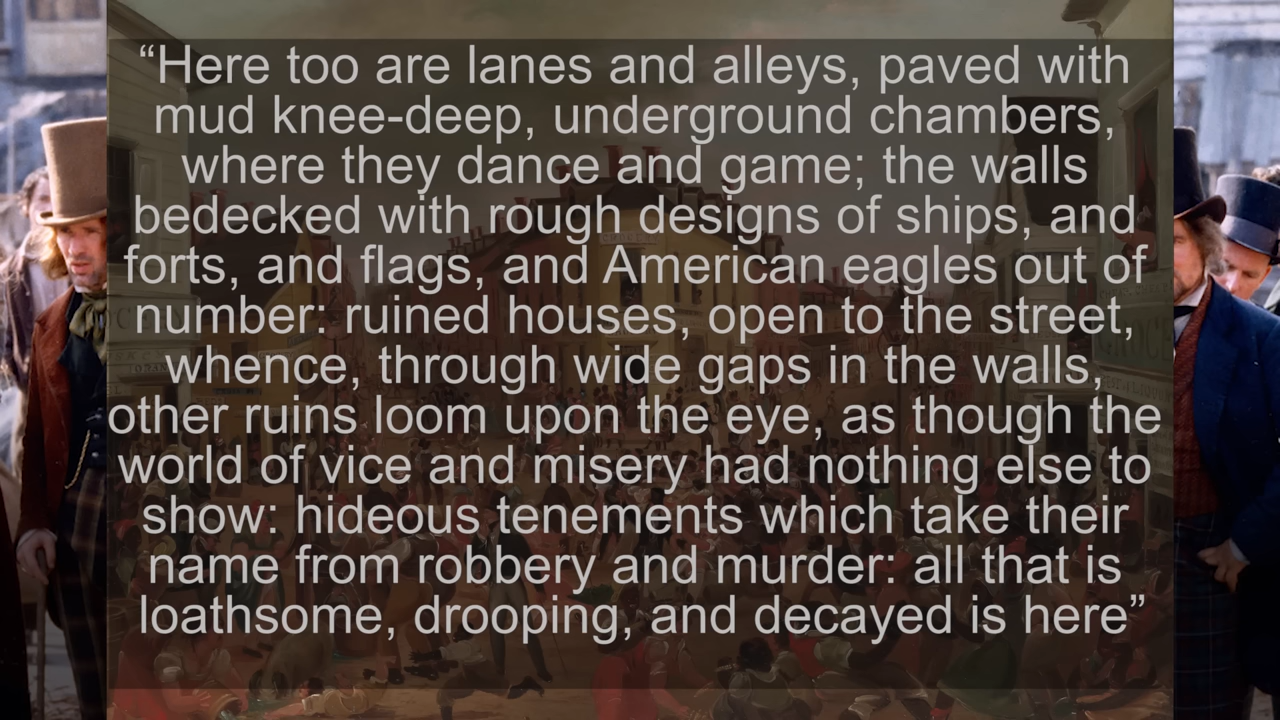 “Here too are lanes and alleys, paved with
mud knee-deep, underground chambers,
where they dance and game; the walls
bedecked with rough designs of ships, and
forts, and flags, and American eagles out of
number: ruined houses, open to the street,
whence, through wide gaps in the walls,
other ruins loom upon the eye, as though the
world of vice and misery had nothing else to
show: hideous tenements which take their
name from robbery and murder: all that is
loathsome, drooping, and decayed is here”